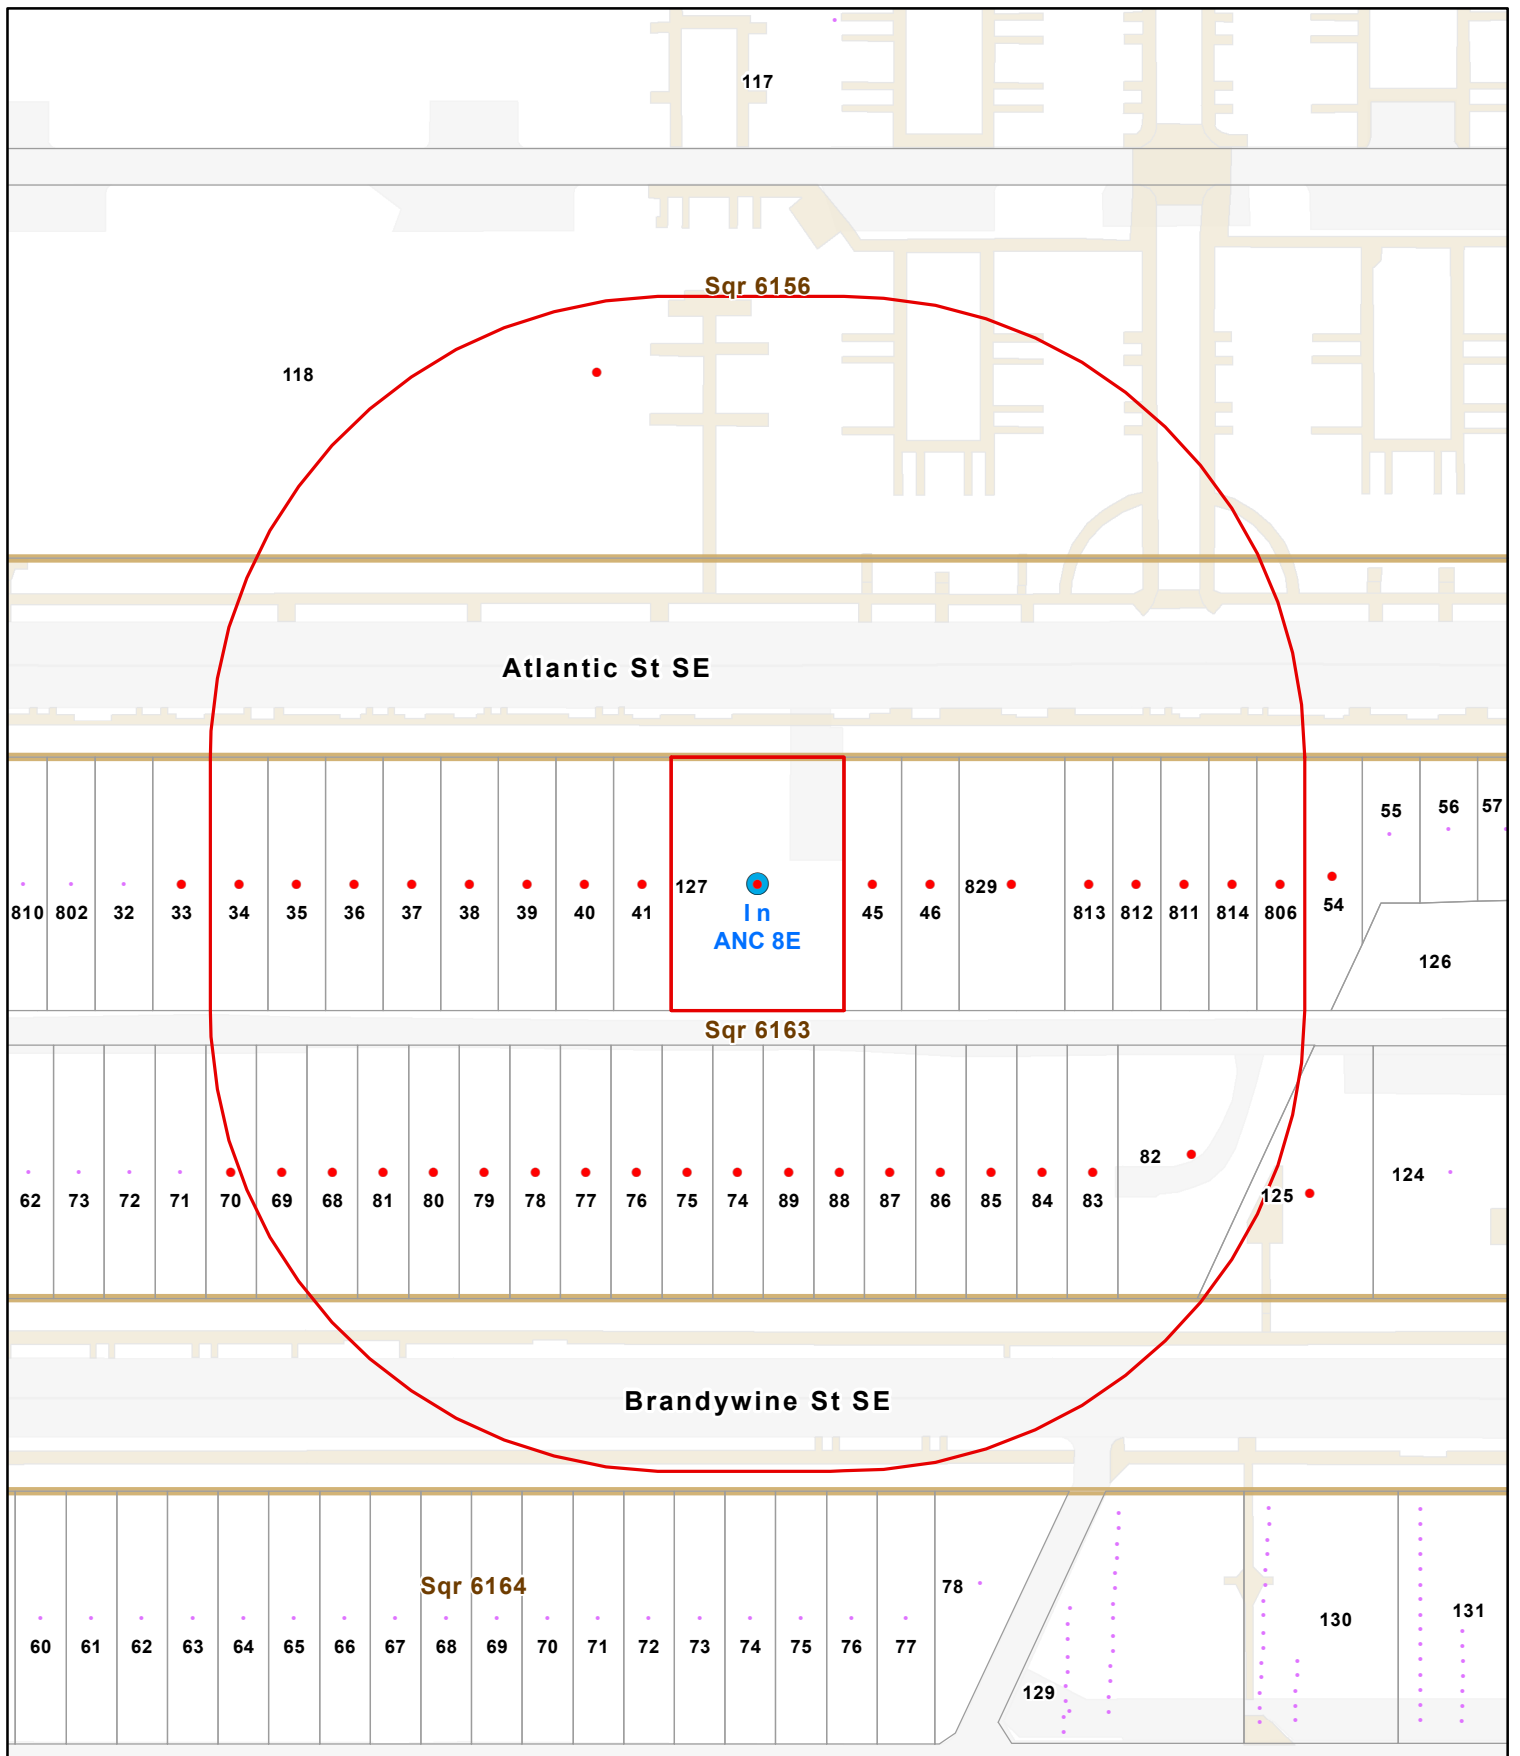 117
Sqr 6156
118
Atlantic St SE
55 56 57
127 829
810 802 32 33 34 35 36 37 38 39 40 41 In 45 46 813 812 811 814 806 54
ANC 8E
126
Sqr 6163
82
124
125
62 73 72 71 70 69 68 81 80 79 78 77 76 75 74 89 88 87 86 85 84 83
Brandywine St SE
Sqr 6164
78
131
130
60 61 62 63 64 65 66 67 68 69 70 71 72 73 74 75 76 77
129